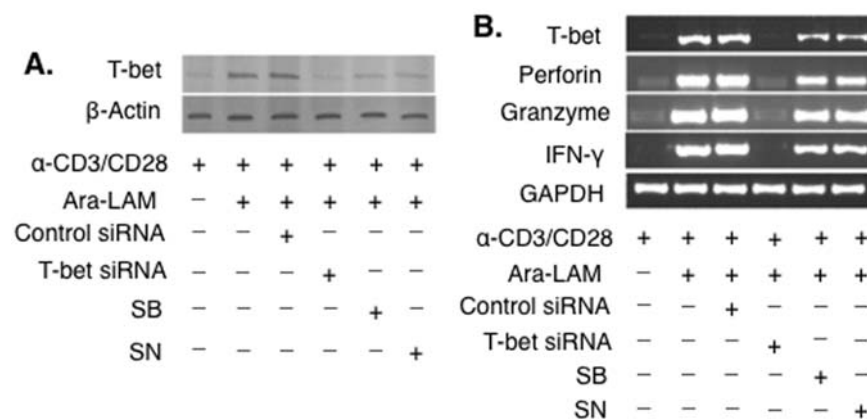 A.
T-bet
β-Actin
α-CD3/CD28 + + + + + +
Ara-LAM − + + + + +
Control siRNA − − + − − −
T-bet siRNA − − − + − −
SB − − − − + −
SN − − − − − +
B.
T-bet
Perforin
Granzyme
IFN-γ
GAPDH
α-CD3/CD28 + + + + + +
Ara-LAM − + + + + +
Control siRNA − − + − − −
T-bet siRNA − − − + − −
SB − − − − + −
SN − − − − − +